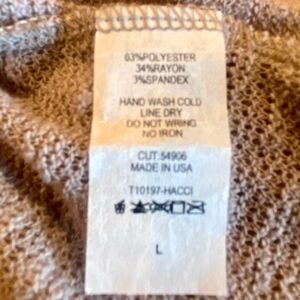 63%POLYESTER
34%RAYON
3%SPANDEX
HAND WASH COLD
LINE DRY
DO NOT WRING
NO IRON
CUT:54906
MADE IN USA
T10197-HACCI
L